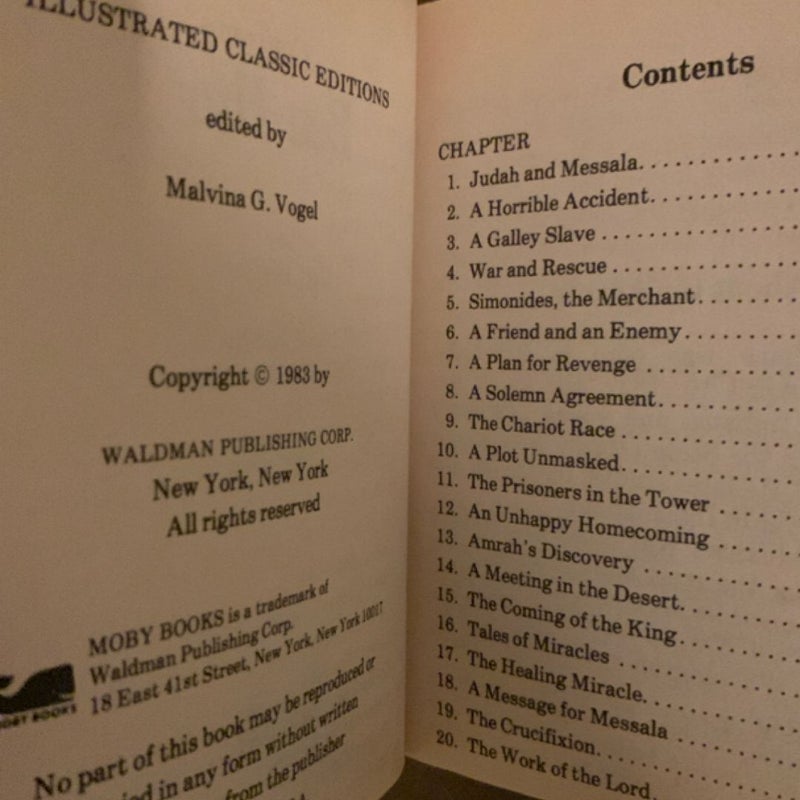 ILLUSTRATED CLASSIC EDITIONS
edited by
Malvina G. Vogel
Copyright © 1983 by
WALDMAN PUBLISHING CORP.
New York, New York
All rights reserved
MOBY BOOKS is a trademark of
Waldman Publishing Corp.
18 East 41st Street, New York, New York 10017
MOBY BOOKS
No part of this book may be reproduced or
in any form without written
from the publisher
Contents
CHAPTER
1. Judah and Messala. . . . . . . . . . . .
2. A Horrible Accident. . . . . . . . . . .
3. A Galley Slave . . . . . . . . . . . . . .
4. War and Rescue . . . . . . . . . . . . .
5. Simonides, the Merchant. . . . . . . .
6. A Friend and an Enemy. . . . . . . . .
7. A Plan for Revenge . . . . . . . . . . .
8. A Solemn Agreement. . . . . . . . . .
9. The Chariot Race . . . . . . . . . . . .
10. A Plot Unmasked. . . . . . . . . . . .
11. The Prisoners in the Tower . . . . . .
12. An Unhappy Homecoming . . . . . .
13. Amrah's Discovery . . . . . . . . . . .
14. A Meeting in the Desert. . . . . . . .
15. The Coming of the King. . . . . . . .
16. Tales of Miracles . . . . . . . . . . . .
17. The Healing Miracle. . . . . . . . . .
18. A Message for Messala . . . . . . . .
19. The Crucifixion. . . . . . . . . . . . .
20. The Work of the Lord. . . . . . . . .